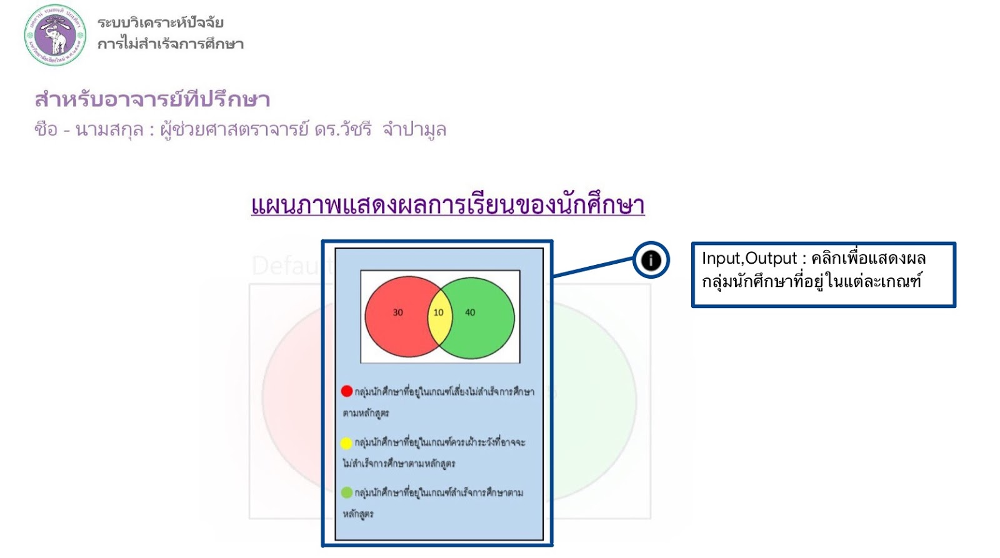 ระบบวิเคราะห์ปัจจัย
การไม่สำเร้จการศึกษา
สำหรับอาจารย์ที่ปรึกษา
ชื่อ - นามสกุล : ผู้ช่วยศาสตราจารย์ ดร.วัชรี จำปามูล
แผนภาพแสดงผลการเรียนของนักศึกษา
Default
30 10 40
Input,Output : คลิกเพื่อแสดงผล
กลุ่มนักศึกษาที่อยู่ในแต่ละเกณฑ์
กลุ่มนักศึกษาที่อยู่ในเกณฑ์เสี่ยงไม่สำเร็จการศึกษา
ตามหลักสูตร
กลุ่มนักศึกษาที่อยู่ในเกณฑ์ควรเฝ้าระวังที่อาจจะ
ไม่สำเร็จการศึกษาตามหลักสูตร
กลุ่มนักศึกษาที่อยู่ในเกณฑ์สำเร็จการศึกษาตาม
หลักสูตร